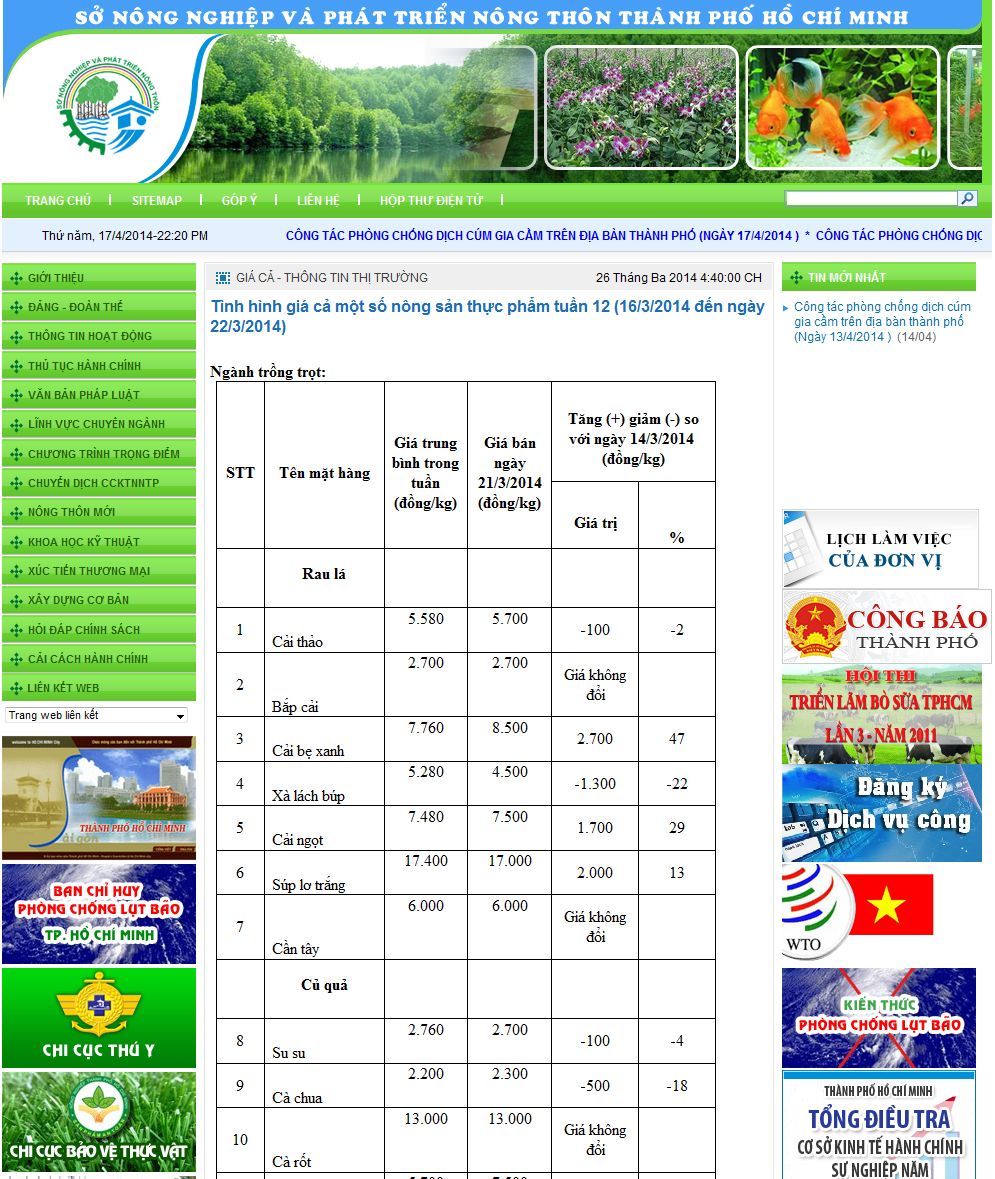 SỞ NÔNG NGHIỆP VÀ PHÁT TRIỂN NÔNG THÔN THÀNH PHỐ HỒ CHÍ MINH
SỞ NÔNG NGHIỆP VÀ PHÁT TRIỂN NÔNG THÔN
TRANG CHỦ
SITEMAP
GÓP Ý
LIÊN HỆ
HỘP THƯ ĐIỆN TỬ
Thứ năm, 17/4/2014-22:20 PM
CÔNG TÁC PHÒNG CHỐNG DỊCH CÚM GIA CẦM TRÊN ĐỊA BÀN THÀNH PHỐ (NGÀY 17/4/2014 ) * CÔNG TÁC PHÒNG CHỐNG DỊC
GIỚI THIỆU
ĐẢNG - ĐOÀN THỂ
THÔNG TIN HOẠT ĐỘNG
THỦ TỤC HÀNH CHÍNH
VĂN BẢN PHÁP LUẬT
LĨNH VỰC CHUYÊN NGÀNH
CHƯƠNG TRÌNH TRỌNG ĐIỂM
CHUYỂN DỊCH CCKTNNTP
NÔNG THÔN MỚI
KHOA HỌC KỸ THUẬT
XÚC TIẾN THƯƠNG MẠI
XÂY DỰNG CƠ BẢN
HỎI ĐÁP CHÍNH SÁCH
CẢI CÁCH HÀNH CHÍNH
LIÊN KẾT WEB
Trang web liên kết
THÀNH PHỐ HỒ CHÍ MINH
BAN CHỈ HUY
PHÒNG CHỐNG LỤT BÃO
TP. HỒ CHÍ MINH
CHI CỤC THÚ Y
CHI CỤC BẢO VỆ THỰC VẬT
GIÁ CẢ - THÔNG TIN THỊ TRƯỜNG
26 Tháng Ba 2014 4:40:00 CH
Tình hình giá cả một số nông sản thực phẩm tuần 12 (16/3/2014 đến ngày
22/3/2014)
Ngành trồng trọt:
STT
Tên mặt hàng
Giá trung
bình trong
tuần
(đồng/kg)
Giá bán
ngày
21/3/2014
(đồng/kg)
Tăng (+) giảm (-) so
với ngày 14/3/2014
(đồng/kg)
Giá trị
%
Rau lá
1 Cải thảo 5.580 5.700 -100 -2
2 Bắp cải 2.700 2.700 Giá không
đổi
3 Cải bẹ xanh 7.760 8.500 2.700 47
4 Xà lách búp 5.280 4.500 -1.300 -22
5 Cải ngọt 7.480 7.500 1.700 29
6 Súp lơ trắng 17.400 17.000 2.000 13
7 Cần tây 6.000 6.000 Giá không
đổi
Củ quả
8 Su su 2.760 2.700 -100 -4
9 Cà chua 2.200 2.300 -500 -18
10 Cà rốt 13.000 13.000 Giá không
đổi
TIN MỚI NHẤT
Công tác phòng chống dịch cúm
gia cầm trên địa bàn thành phố
(Ngày 13/4/2014 ) (14/04)
LỊCH LÀM VIỆC
CỦA ĐƠN VỊ
CÔNG BÁO
THÀNH PHỐ
HỘI THI
TRIỂN LÃM BÒ SỮA TPHCM
LẦN 3 - NĂM 2011
Đăng ký
Dịch vụ công
WTO
KIẾN THỨC
PHÒNG CHỐNG LỤT BÃO
THÀNH PHỐ HỒ CHÍ MINH
TỔNG ĐIỀU TRA
CƠ SỞ KINH TẾ HÀNH CHÍNH
SỰ NGHIỆP NĂM